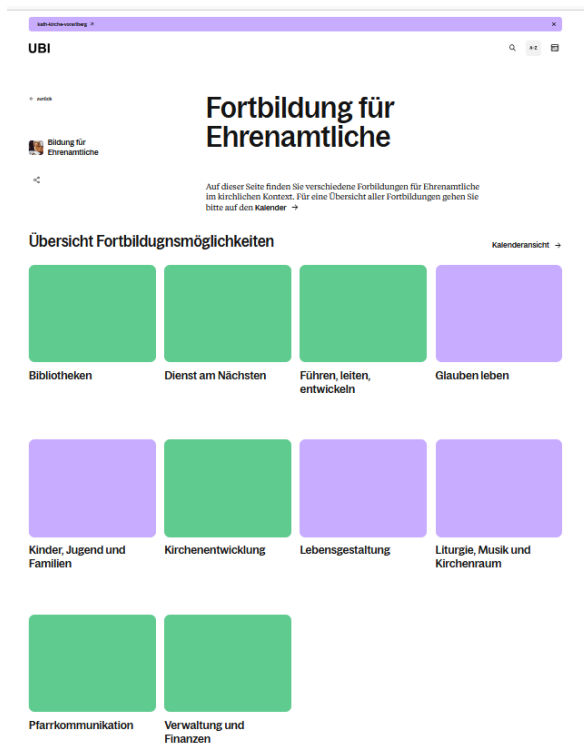 kath-kirche-vorarlberg ↗
×
UBI
A-Z
← zurück
Fortbildung für
Ehrenamtliche
Bildung für
Ehrenamtliche
Auf dieser Seite finden Sie verschiedene Forbildungen für Ehrenamtliche
im kirchlichen Kontext. Für eine Übersicht aller Fortbildungen gehen Sie
bitte auf den Kalender →
Übersicht Fortbildugnsmöglichkeiten
Kalenderansicht →
Bibliotheken
Dienst am Nächsten
Führen, leiten,
entwickeln
Glauben leben
Kinder, Jugend und
Familien
Kirchenentwicklung
Lebensgestaltung
Liturgie, Musik und
Kirchenraum
Pfarrkommunikation
Verwaltung und
Finanzen